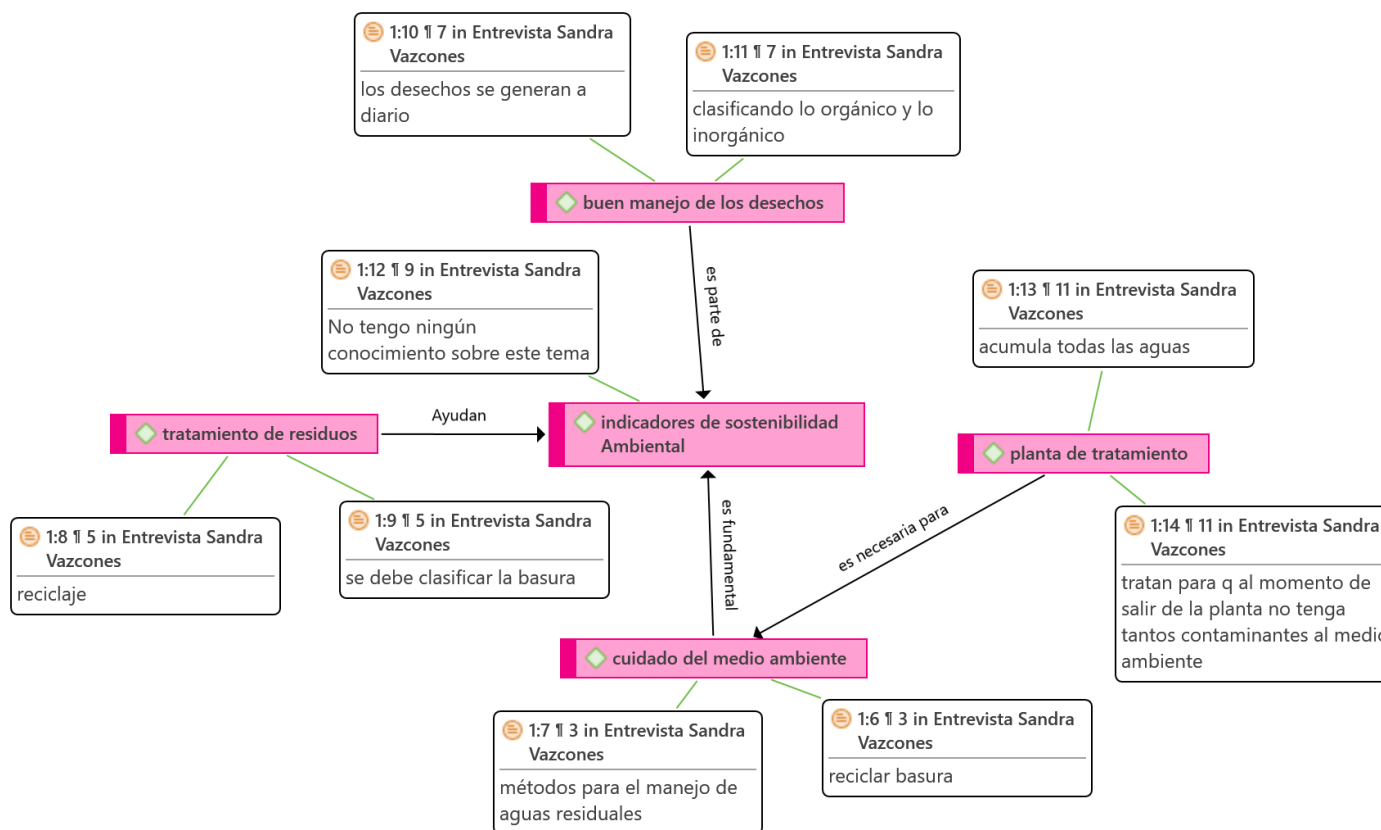 1:10 ¶ 7 in Entrevista Sandra
Vazcones
los desechos se generan a
diario
1:11 ¶ 7 in Entrevista Sandra
Vazcones
clasificando lo orgánico y lo
inorgánico
buen manejo de los desechos
es parte de
1:12 ¶ 9 in Entrevista Sandra
Vazcones
No tengo ningún
conocimiento sobre este tema
1:13 ¶ 11 in Entrevista Sandra
Vazcones
acumula todas las aguas
tratamiento de residuos
Ayudan
indicadores de sostenibilidad
Ambiental
planta de tratamiento
1:8 ¶ 5 in Entrevista Sandra
Vazcones
reciclaje
1:9 ¶ 5 in Entrevista Sandra
Vazcones
se debe clasificar la basura
es fundamental
es necesaria para
1:14 ¶ 11 in Entrevista Sandra
Vazcones
tratan para q al momento de
salir de la planta no tenga
tantos contaminantes al medio
ambiente
cuidado del medio ambiente
1:7 ¶ 3 in Entrevista Sandra
Vazcones
métodos para el manejo de
aguas residuales
1:6 ¶ 3 in Entrevista Sandra
Vazcones
reciclar basura